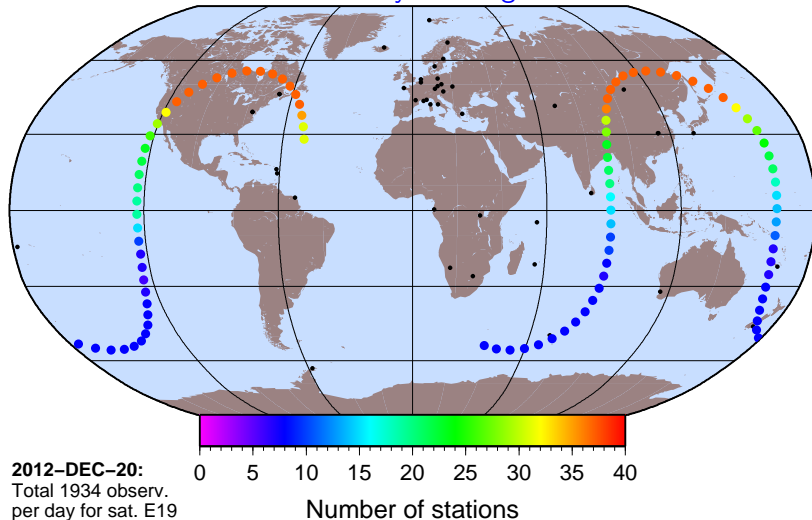 0 5 10 15 20 25 30 35 40
Number of stations
2012−DEC−20:
Total 1934 observ.
per day for sat. E19